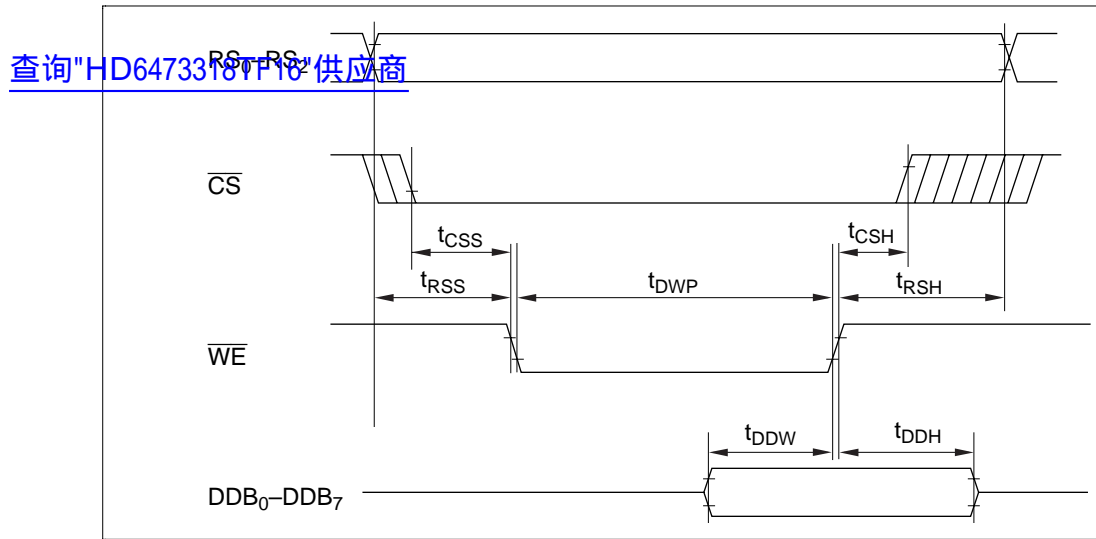 RS₀–RS₂
查询"HD6473318TF16"供应商
CS
tCSS
tCSH
tRSS
tDWP
tRSH
WE
tDDW
tDDH
DDB₀–DDB₇